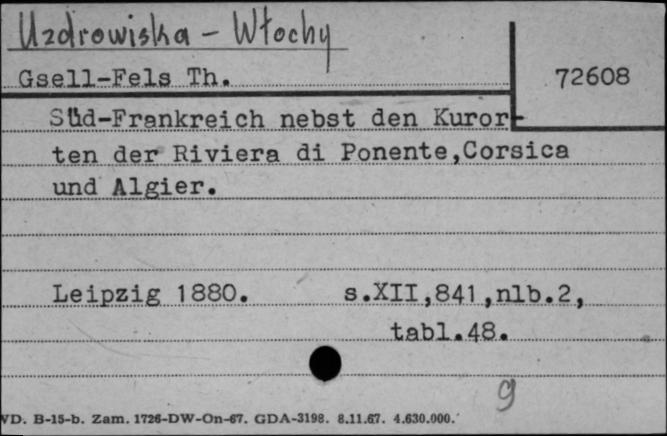 Uzdrowiska - Włochy
Gsell-Fels Th.
72608
Süd-Frankreich nebst den Kuror-
ten der Riviera di Ponente,Corsica
und Algier.
Leipzig 1880. s.XII,841,nlb.2,
tabl.48.
g
VD. B-15-b. Zam. 1726-DW-On-67. GDA-3198. 8.11.67. 4.630.000.